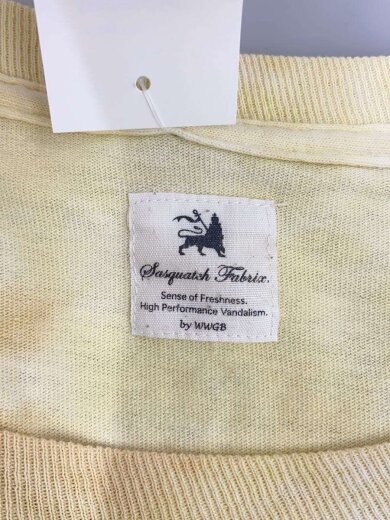 Sasquatch Fabrix.
Sense of Freshness.
High Performance Vandalism.
by WWGB